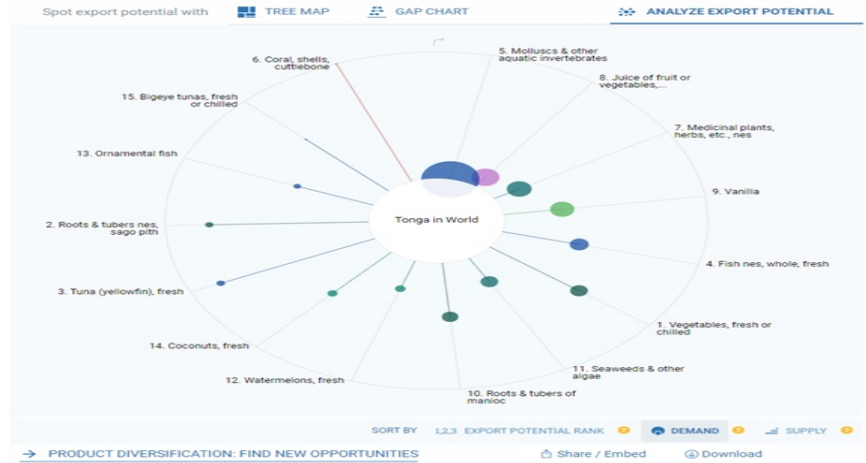 Spot export potential with TREE MAP GAP CHART ANALYZE EXPORT POTENTIAL
6. Coral, shells,
cuttlebone
5. Molluscs & other
aquatic invertebrates
8. Juice of fruit or
vegetables,...
15. Bigeye tunas, fresh
or chilled
7. Medicinal plants,
herbs, etc., nes
13. Ornamental fish
9. Vanilla
2. Roots & tubers nes,
sago pith
Tonga in World
4. Fish nes, whole, fresh
3. Tuna (yellowfin), fresh
1. Vegetables, fresh or
chilled
14. Coconuts, fresh
11. Seaweeds & other
algae
12. Watermelons, fresh
10. Roots & tubers of
manioc
SORT BY 1,2,3 EXPORT POTENTIAL RANK ? DEMAND ? SUPPLY ?
PRODUCT DIVERSIFICATION: FIND NEW OPPORTUNITIES Share / Embed Download